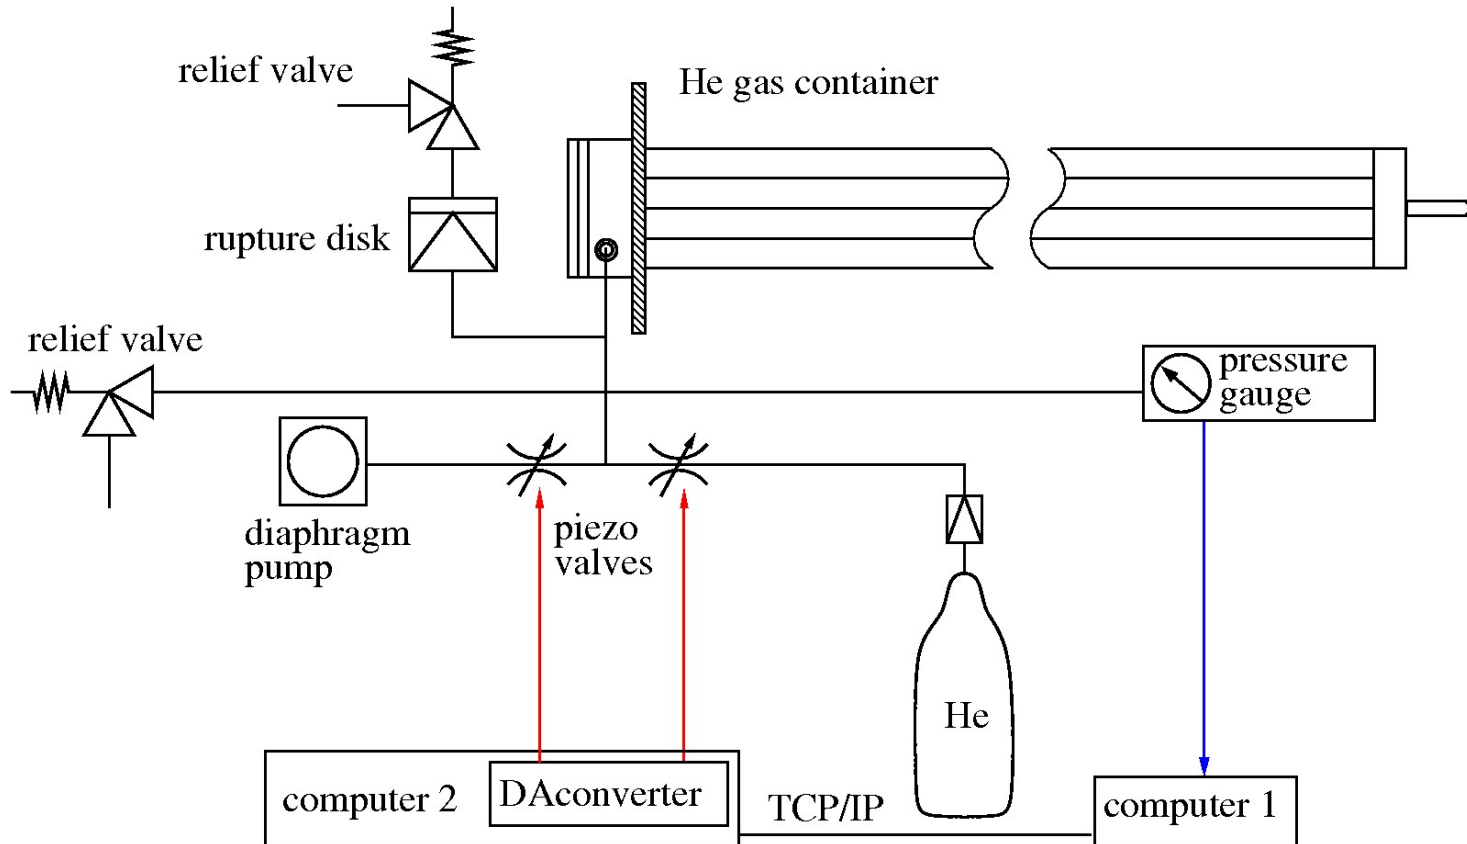 relief valve
He gas container
rupture disk
relief valve
pressure
gauge
diaphragm
pump
piezo
valves
He
computer 2
DAconverter
TCP/IP
computer 1